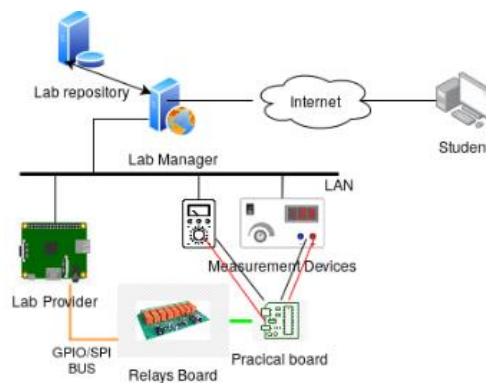 Lab repository
Internet
Studen
Lab Manager
LAN
Measurement Devices
Lab Provider
GPIO/SPI
BUS
Relays Board
Pracical board